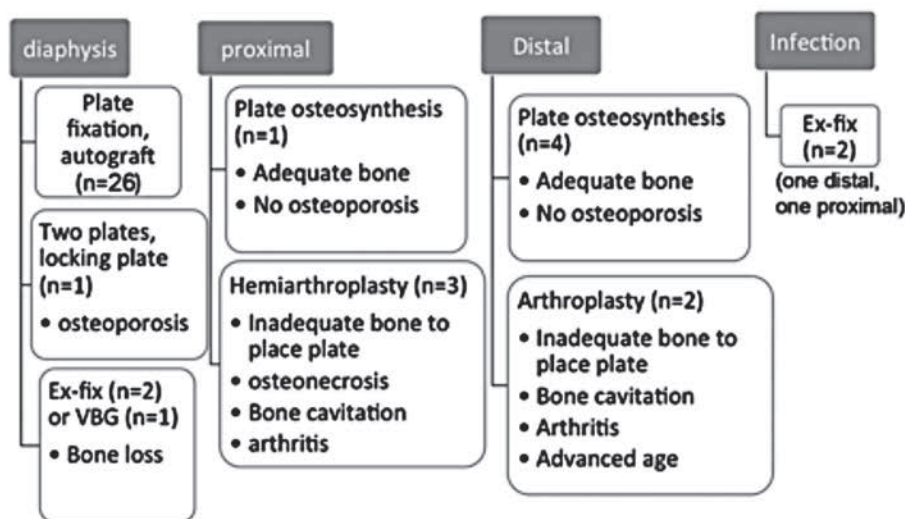 diaphysis
Plate
fixation,
autograft
(n=26)
Two plates,
locking plate
(n=1)
• osteoporosis
Ex-fix (n=2)
or VBG (n=1)
• Bone loss
proximal
Plate osteosynthesis
(n=1)
• Adequate bone
• No osteoporosis
Hemiarthroplasty (n=3)
• Inadequate bone to
place plate
• osteonecrosis
• Bone cavitation
• arthritis
Distal
Plate osteosynthesis
(n=4)
• Adequate bone
• No osteoporosis
Arthroplasty (n=2)
• Inadequate bone to
place plate
• Bone cavitation
• Arthritis
• Advanced age
Infection
Ex-fix
(n=2)
(one distal,
one proximal)